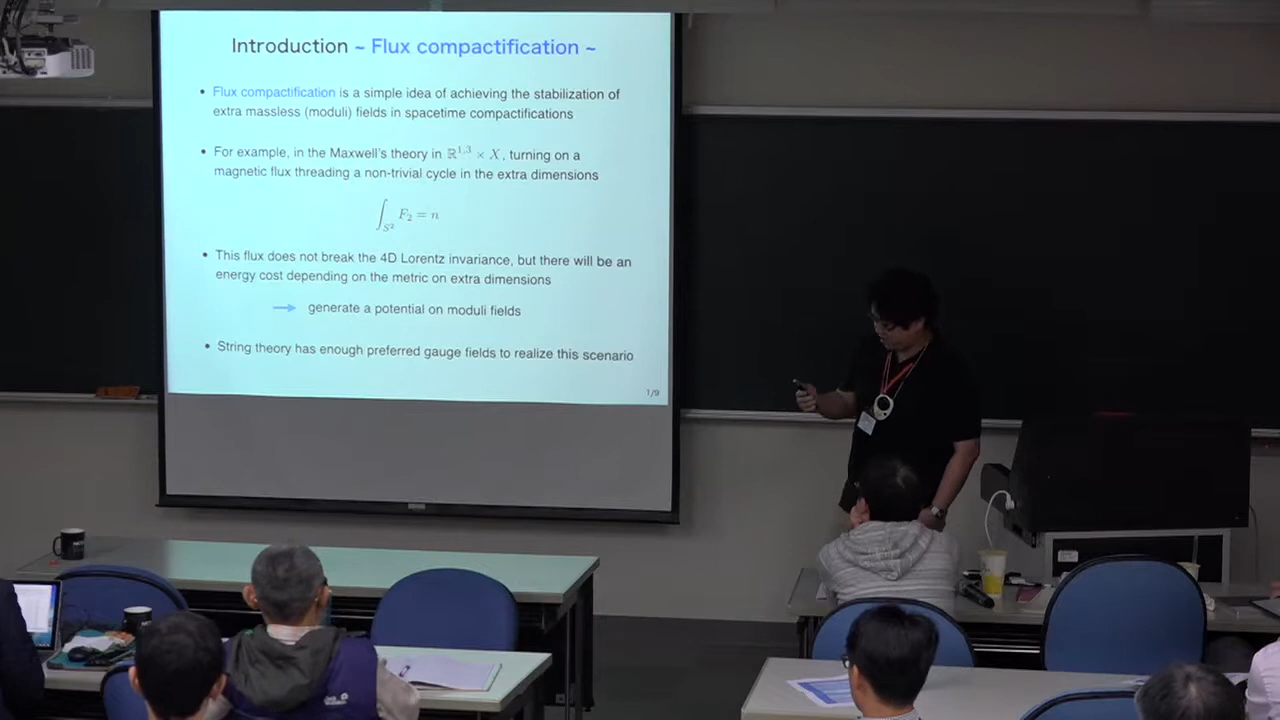 Introduction ~ Flux compactification ~
• Flux compactification is a simple idea of achieving the stabilization of
extra massless (moduli) fields in spacetime compactifications
• For example, in the Maxwell's theory in ℝ^{1,3} × X, turning on a
magnetic flux threading a non-trivial cycle in the extra dimensions
∫_{S²} F₂ = n
• This flux does not break the 4D Lorentz invariance, but there will be an
energy cost depending on the metric on extra dimensions
→ generate a potential on moduli fields
• String theory has enough preferred gauge fields to realize this scenario
1/9